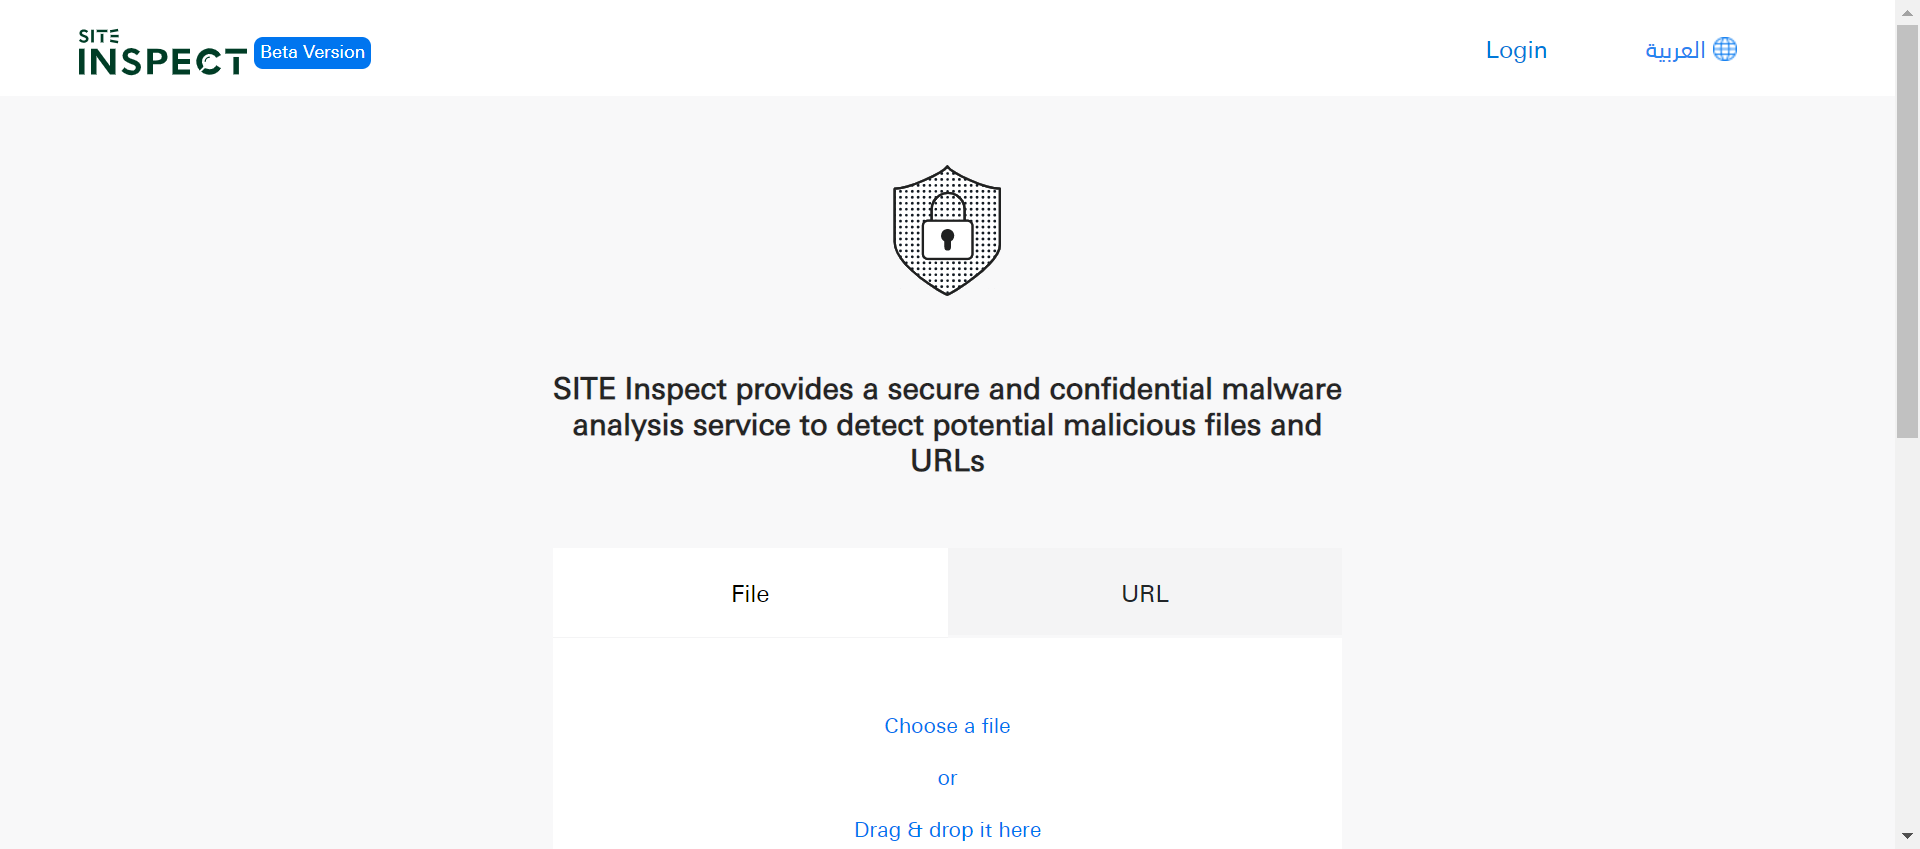 SITE
INSPECT
Beta Version
Login
العربية
SITE Inspect provides a secure and confidential malware
analysis service to detect potential malicious files and
URLs
File
URL
Choose a file
or
Drag & drop it here